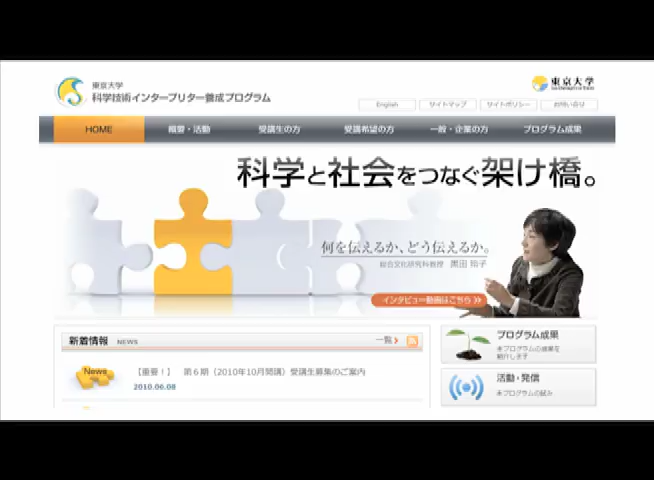 東京大学
科学技術インタープリター養成プログラム
東京大学
English
サイトマップ
サイトポリシー
お問い合せ
HOME
概要・活動
受講生の方
受講希望の方
一般・企業の方
プログラム成果
科学と社会をつなぐ架け橋。
何を伝えるか、どう伝えるか。
総合文化研究科教授 黒田 玲子
インタビュー動画はこちら
新着情報 NEWS
一覧
プログラム成果
本プログラムの成果を
紹介します
News
【重要!】 第6期(2010年10月開講)受講生募集のご案内
2010.06.08
活動・発信
本プログラムの試み